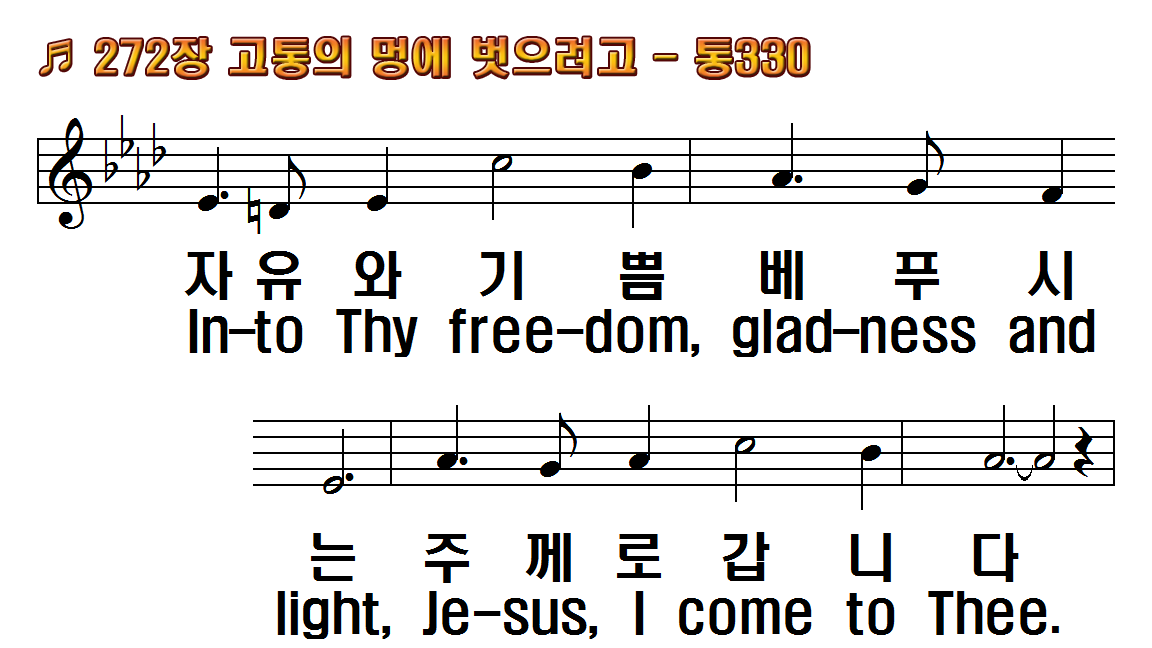 ♬ 272장 고통의 멍에 벗으려고 - 통330
자 유 와 기 쁨 베 푸 시
In-to Thy free-dom, glad-ness and
는 주 께 로 갑 니 다
light, Je-sus, I come to Thee.